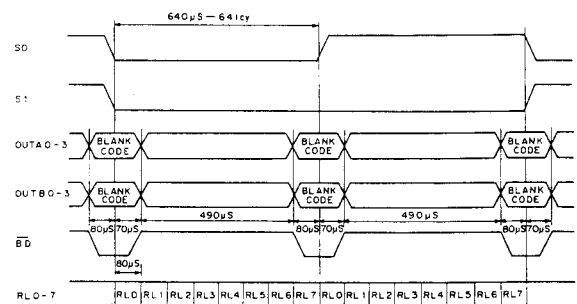 640μS—64tcy
S0
S1
OUTA0-3 BLANK CODE BLANK CODE BLANK CODE
OUTB0-3 BLANK CODE BLANK CODE BLANK CODE
80μS 70μS 490μS 80μS 70μS 490μS 80μS 70μS
BD
80μS
RL0-7 RL0 RL1 RL2 RL3 RL4 RL5 RL6 RL7 RL0 RL1 RL2 RL3 RL4 RL5 RL6 RL7